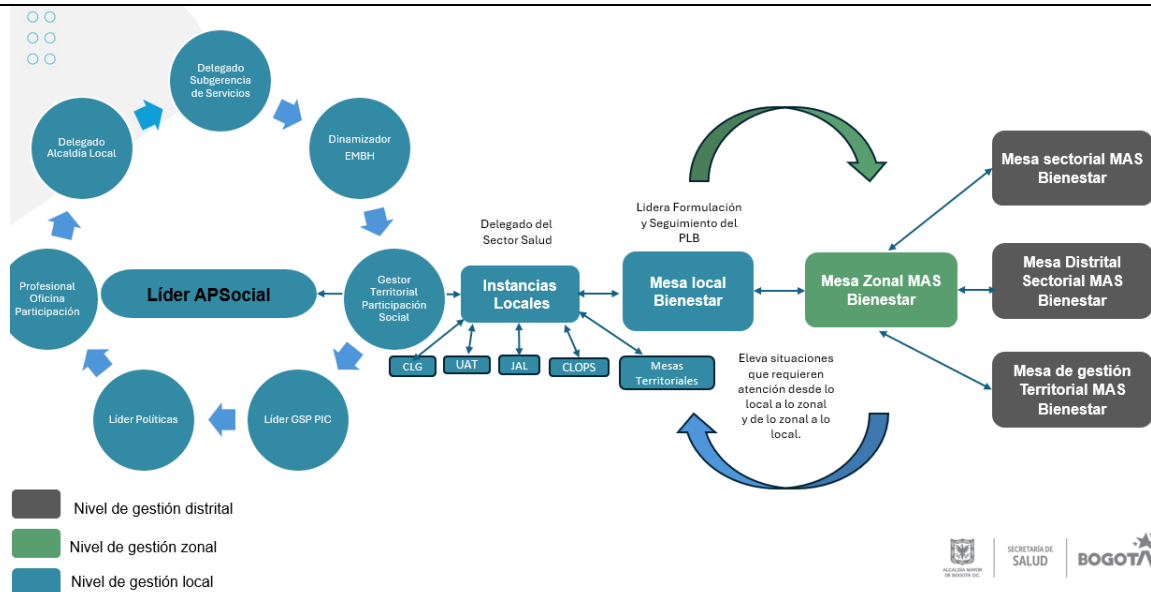 Delegado
Subgerencia
de Servicios
Delegado
Alcaldía Local
Dinamizador
EMBH
Profesional
Oficina
Participación
Líder APSocial
Gestor
Territorial
Participación
Social
Líder Políticas
Líder GSP PIC
Delegado del
Sector Salud
Instancias
Locales
CLG
UAT
JAL
CLOPS
Mesas
Territoriales
Lidera Formulación
y Seguimiento del
PLB
Mesa local
Bienestar
Mesa Zonal MAS
Bienestar
Eleva situaciones
que requieren
atención desde lo
local a lo zonal
y de lo zonal a lo
local.
Mesa sectorial MAS
Bienestar
Mesa Distrital
Sectorial MAS
Bienestar
Mesa de gestión
Territorial MAS
Bienestar
Nivel de gestión distrital
Nivel de gestión zonal
Nivel de gestión local
ALCALDÍA MAYOR
DE BOGOTÁ D.C.
SECRETARÍA DE
SALUD
BOGOTÁ